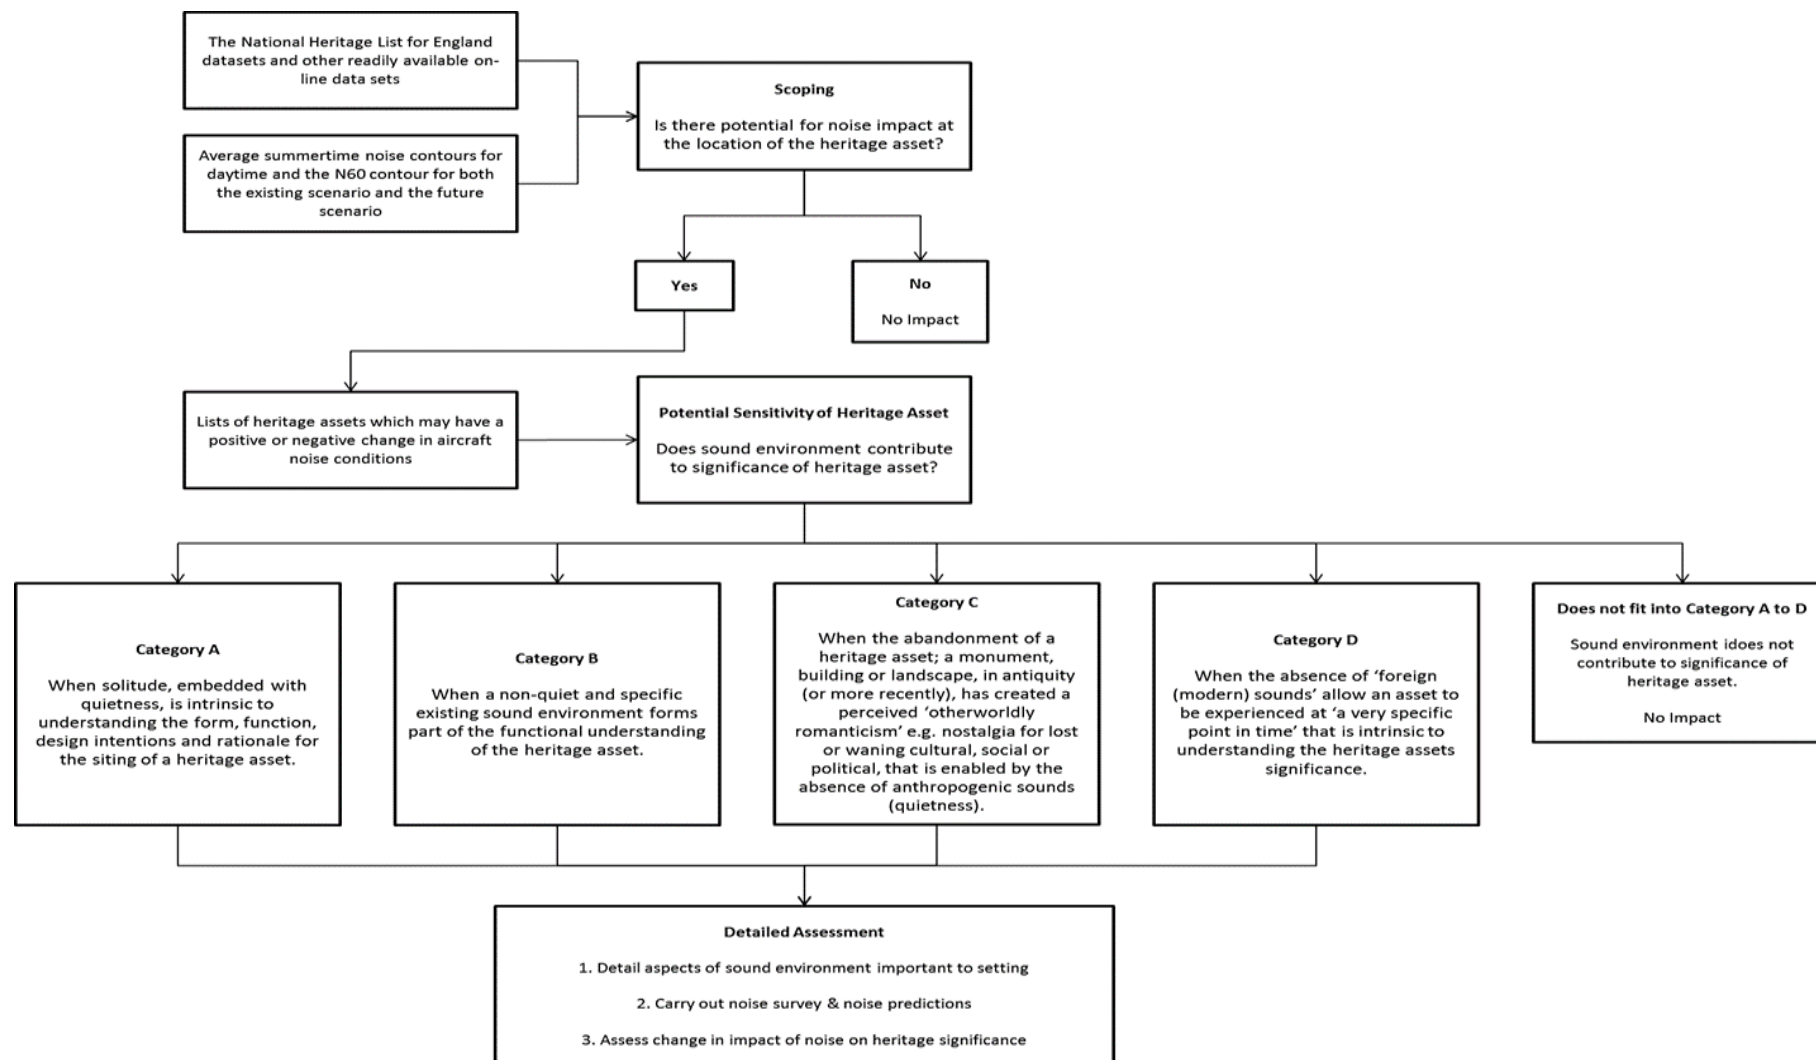 The National Heritage List for England
datasets and other readily available on-
line data sets
Average summertime noise contours for
daytime and the N60 contour for both
the existing scenario and the future
scenario
Scoping
Is there potential for noise impact at
the location of the heritage asset?
Yes
No
No Impact
Lists of heritage assets which may have a
positive or negative change in aircraft
noise conditions
Potential Sensitivity of Heritage Asset
Does sound environment contribute
to significance of heritage asset?
Category A
When solitude, embedded with
quietness, is intrinsic to
understanding the form, function,
design intentions and rationale for
the siting of a heritage asset.
Category B
When a non-quiet and specific
existing sound environment forms
part of the functional understanding
of the heritage asset.
Category C
When the abandonment of a
heritage asset; a monument,
building or landscape, in antiquity
(or more recently), has created a
perceived ‘otherworldly
romanticism’ e.g. nostalgia for lost
or waning cultural, social or
political, that is enabled by the
absence of anthropogenic sounds
(quietness).
Category D
When the absence of ‘foreign
(modern) sounds’ allow an asset to
be experienced at ‘a very specific
point in time’ that is intrinsic to
understanding the heritage assets
significance.
Does not fit into Category A to D
Sound environment idoes not
contribute to significance of
heritage asset.
No Impact
Detailed Assessment
1. Detail aspects of sound environment important to setting
2. Carry out noise survey & noise predictions
3. Assess change in impact of noise on heritage significance